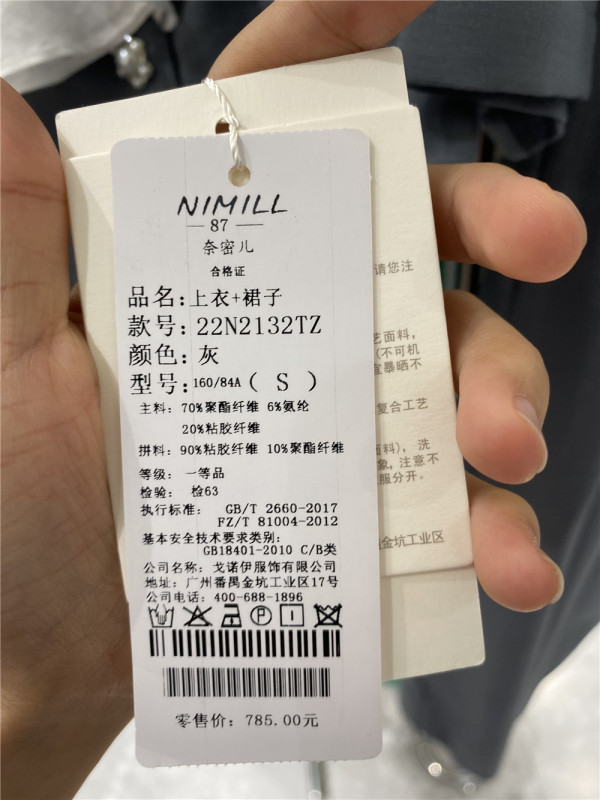 NIMILL
87
奈密儿
合格证
品名:上衣+裙子
款号:22N2132TZ
颜色:灰
型号:160/84A(S)
主料: 70%聚酯纤维 6%氨纶
20%粘胶纤维
拼料: 90%粘胶纤维 10%聚酯纤维
等级: 一等品
检验: 检63
执行标准: GB/T 2660-2017
FZ/T 81004-2012
基本安全技术要求类别:
GB18401-2010 C/B类
公司名称: 戈诺伊服饰有限公司
地址: 广州番禺金坑工业区17号
公司电话: 400-688-1896
零售价: 785.00元
请您注
艺面料,
(不可机
宜暴晒不
复合工艺
面料), 洗
象, 注意不
服分开。
金坑工业区